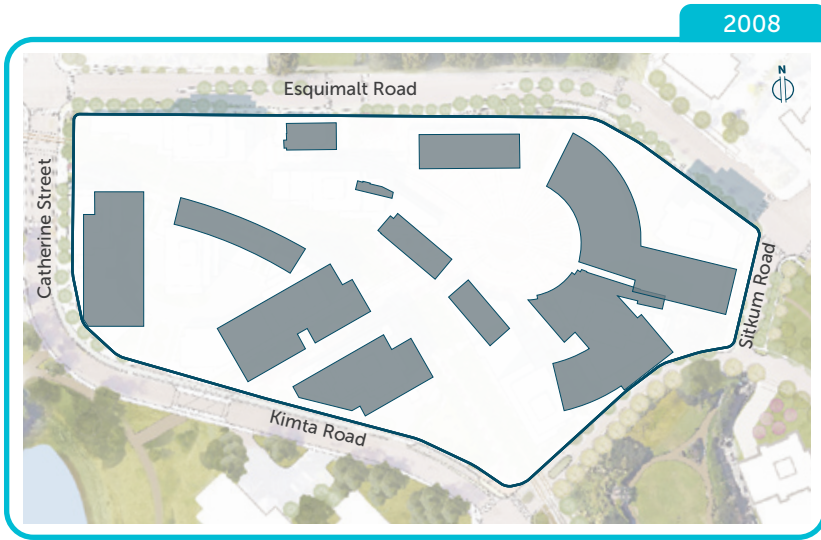 2008
Esquimalt Road
N
Catherine Street
Sitkum Road
Kimta Road